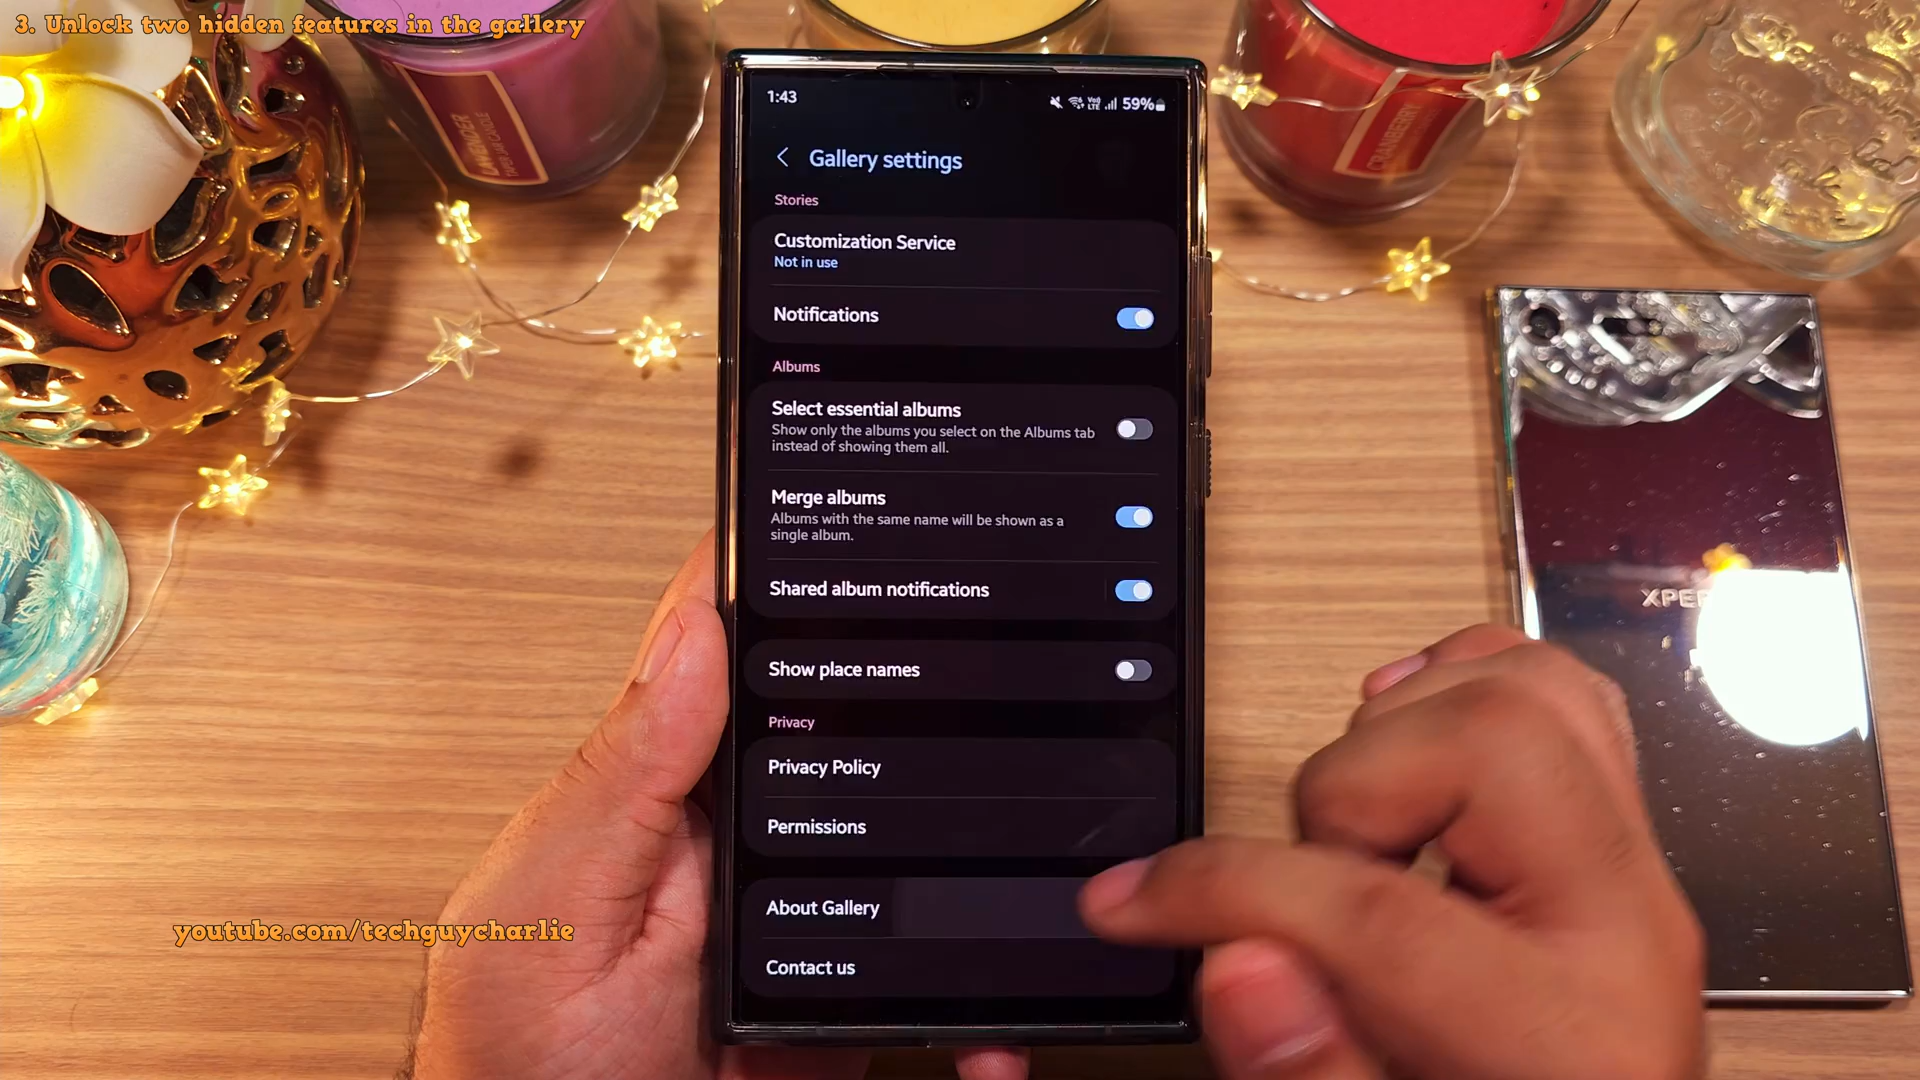 3. Unlock two hidden features in the gallery
LAVENDER
CRANBERRY
1:43
59%
Gallery settings
Stories
Customization Service
Not in use
Notifications
Albums
Select essential albums
Show only the albums you select on the Albums tab
instead of showing them all.
Merge albums
Albums with the same name will be shown as a
single album.
Shared album notifications
XPE
Show place names
Privacy
Privacy Policy
Permissions
About Gallery
youtube.com/techguycharlie
Contact us